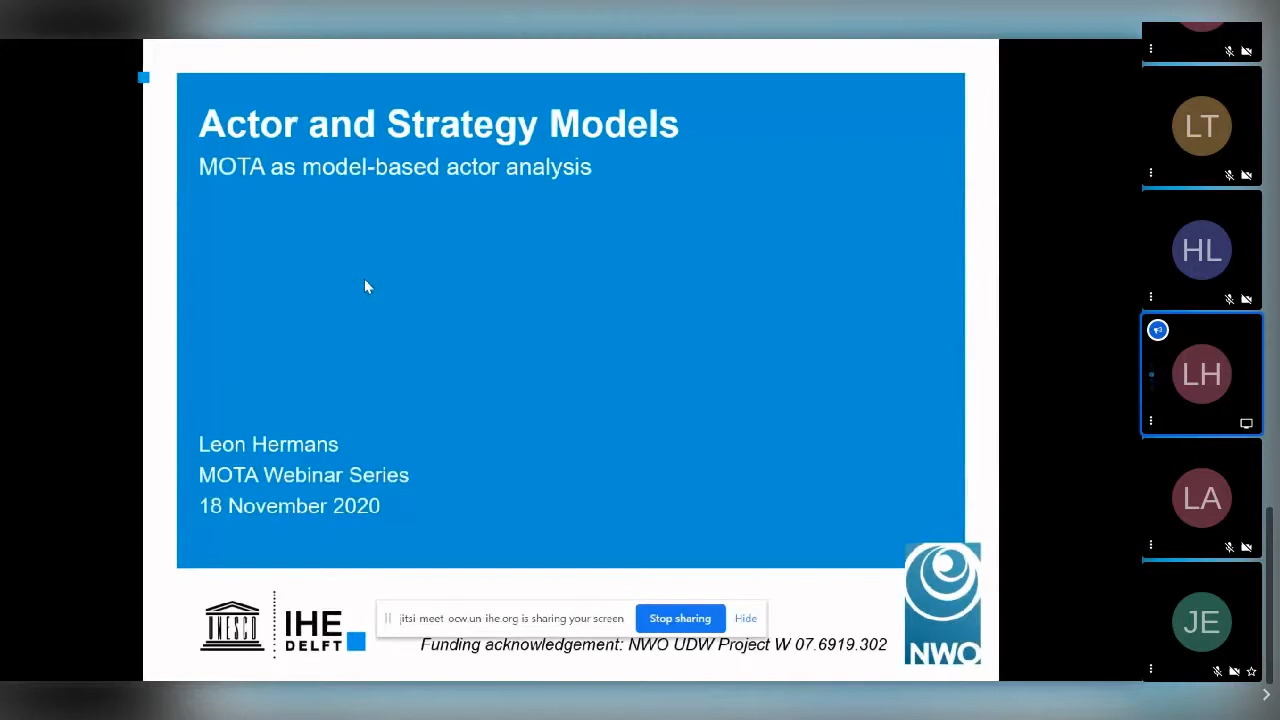 Actor and Strategy Models
MOTA as model-based actor analysis
Leon Hermans
MOTA Webinar Series
18 November 2020
UNESCO
IHE
DELFT
jitsi-meet-ocw.un-ihe.org is sharing your screen
Stop sharing
Hide
Funding acknowledgement: NWO UDW Project W 07.6919.302
NWO
LT
HL
LH
LA
JE